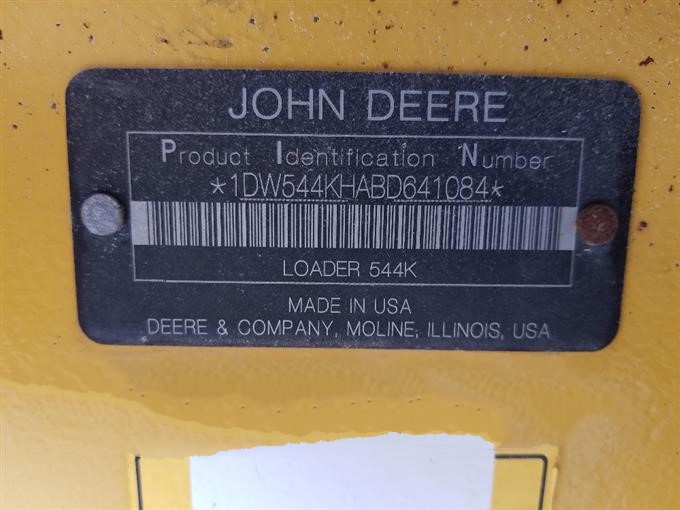 JOHN DEERE
Product Identification Number
*1DW544KHABD641084*
LOADER 544K
MADE IN USA
DEERE & COMPANY, MOLINE, ILLINOIS, USA